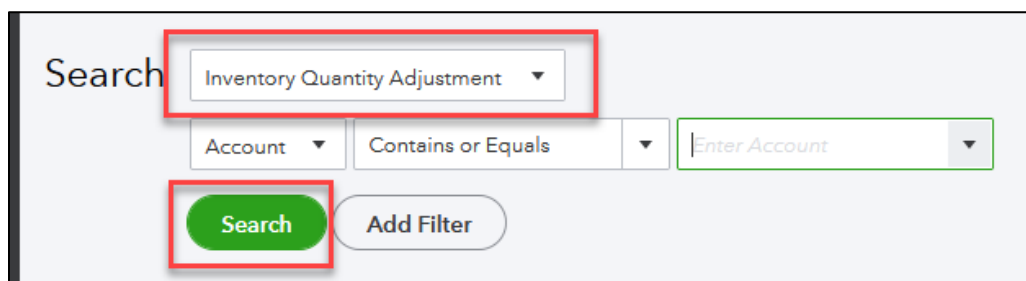 Search Inventory Quantity Adjustment
Account Contains or Equals Enter Account
Search Add Filter